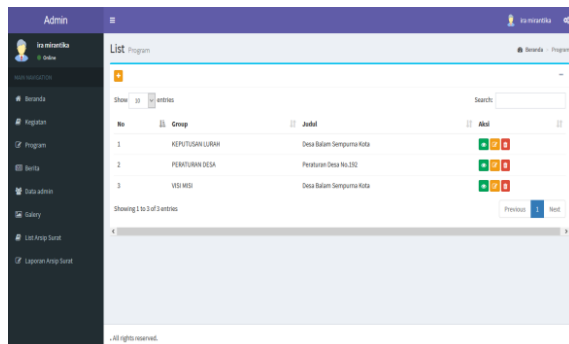 Admin
ira mirantika
ira mirantika
Online
List Program
Beranda Program
MAIN NAVIGATION
Beranda
Kegiatan
Program
Berita
Data admin
Galery
List Arsip Surat
Laporan Arsip Surat
Show 10 entries
Search:
No Group Judul Aksi
1 KEPUTUSAN LURAH Desa Balam Sempurna Kota
2 PERATURAN DESA Peraturan Desa No.192
3 VISI MISI Desa Balam Sempurna Kota
Showing 1 to 3 of 3 entries
Previous 1 Next
. All rights reserved.